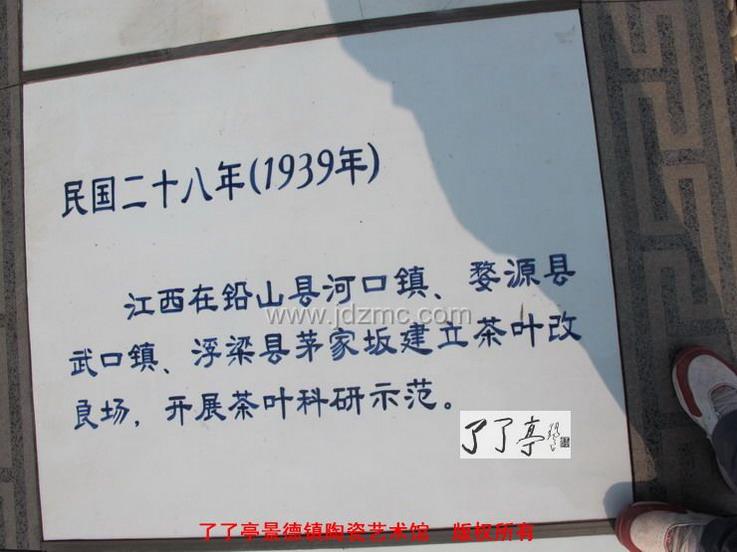 民国二十八年(1939年)
江西在铅山县河口镇、婺源县
www.jdzmc.com
武口镇、浮梁县茅家坂建立茶叶改
良场，开展茶叶科研示范。
了了亭
了了亭景德镇陶瓷艺术馆 版权所有